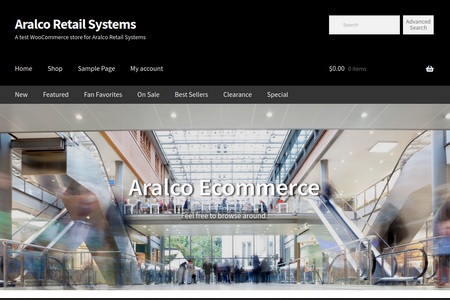 Aralco Retail Systems
A test WooCommerce store for Aralco Retail Systems
Search
Advanced Search
Home Shop Sample Page My account
$0.00 0 items
New Featured Fan Favorites On Sale Best Sellers Clearance Special
Aralco Ecommerce
Feel free to browse around.